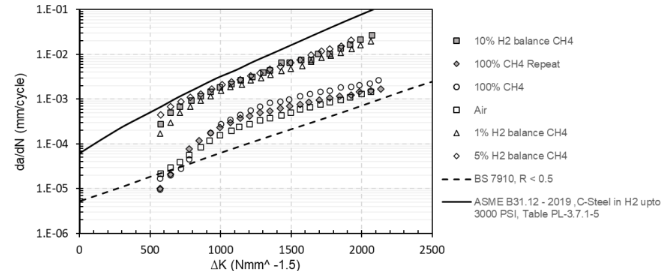 1.E-01
1.E-02
1.E-03
1.E-04
1.E-05
1.E-06
da/dN (mm/cycle)
0
500
1000
1500
2000
2500
ΔK (Nmm^ -1.5)
10% H2 balance CH4
100% CH4 Repeat
100% CH4
Air
1% H2 balance CH4
5% H2 balance CH4
BS 7910, R < 0.5
ASME B31.12 - 2019 ,C-Steel in H2 upto
3000 PSI, Table PL-3.7.1-5